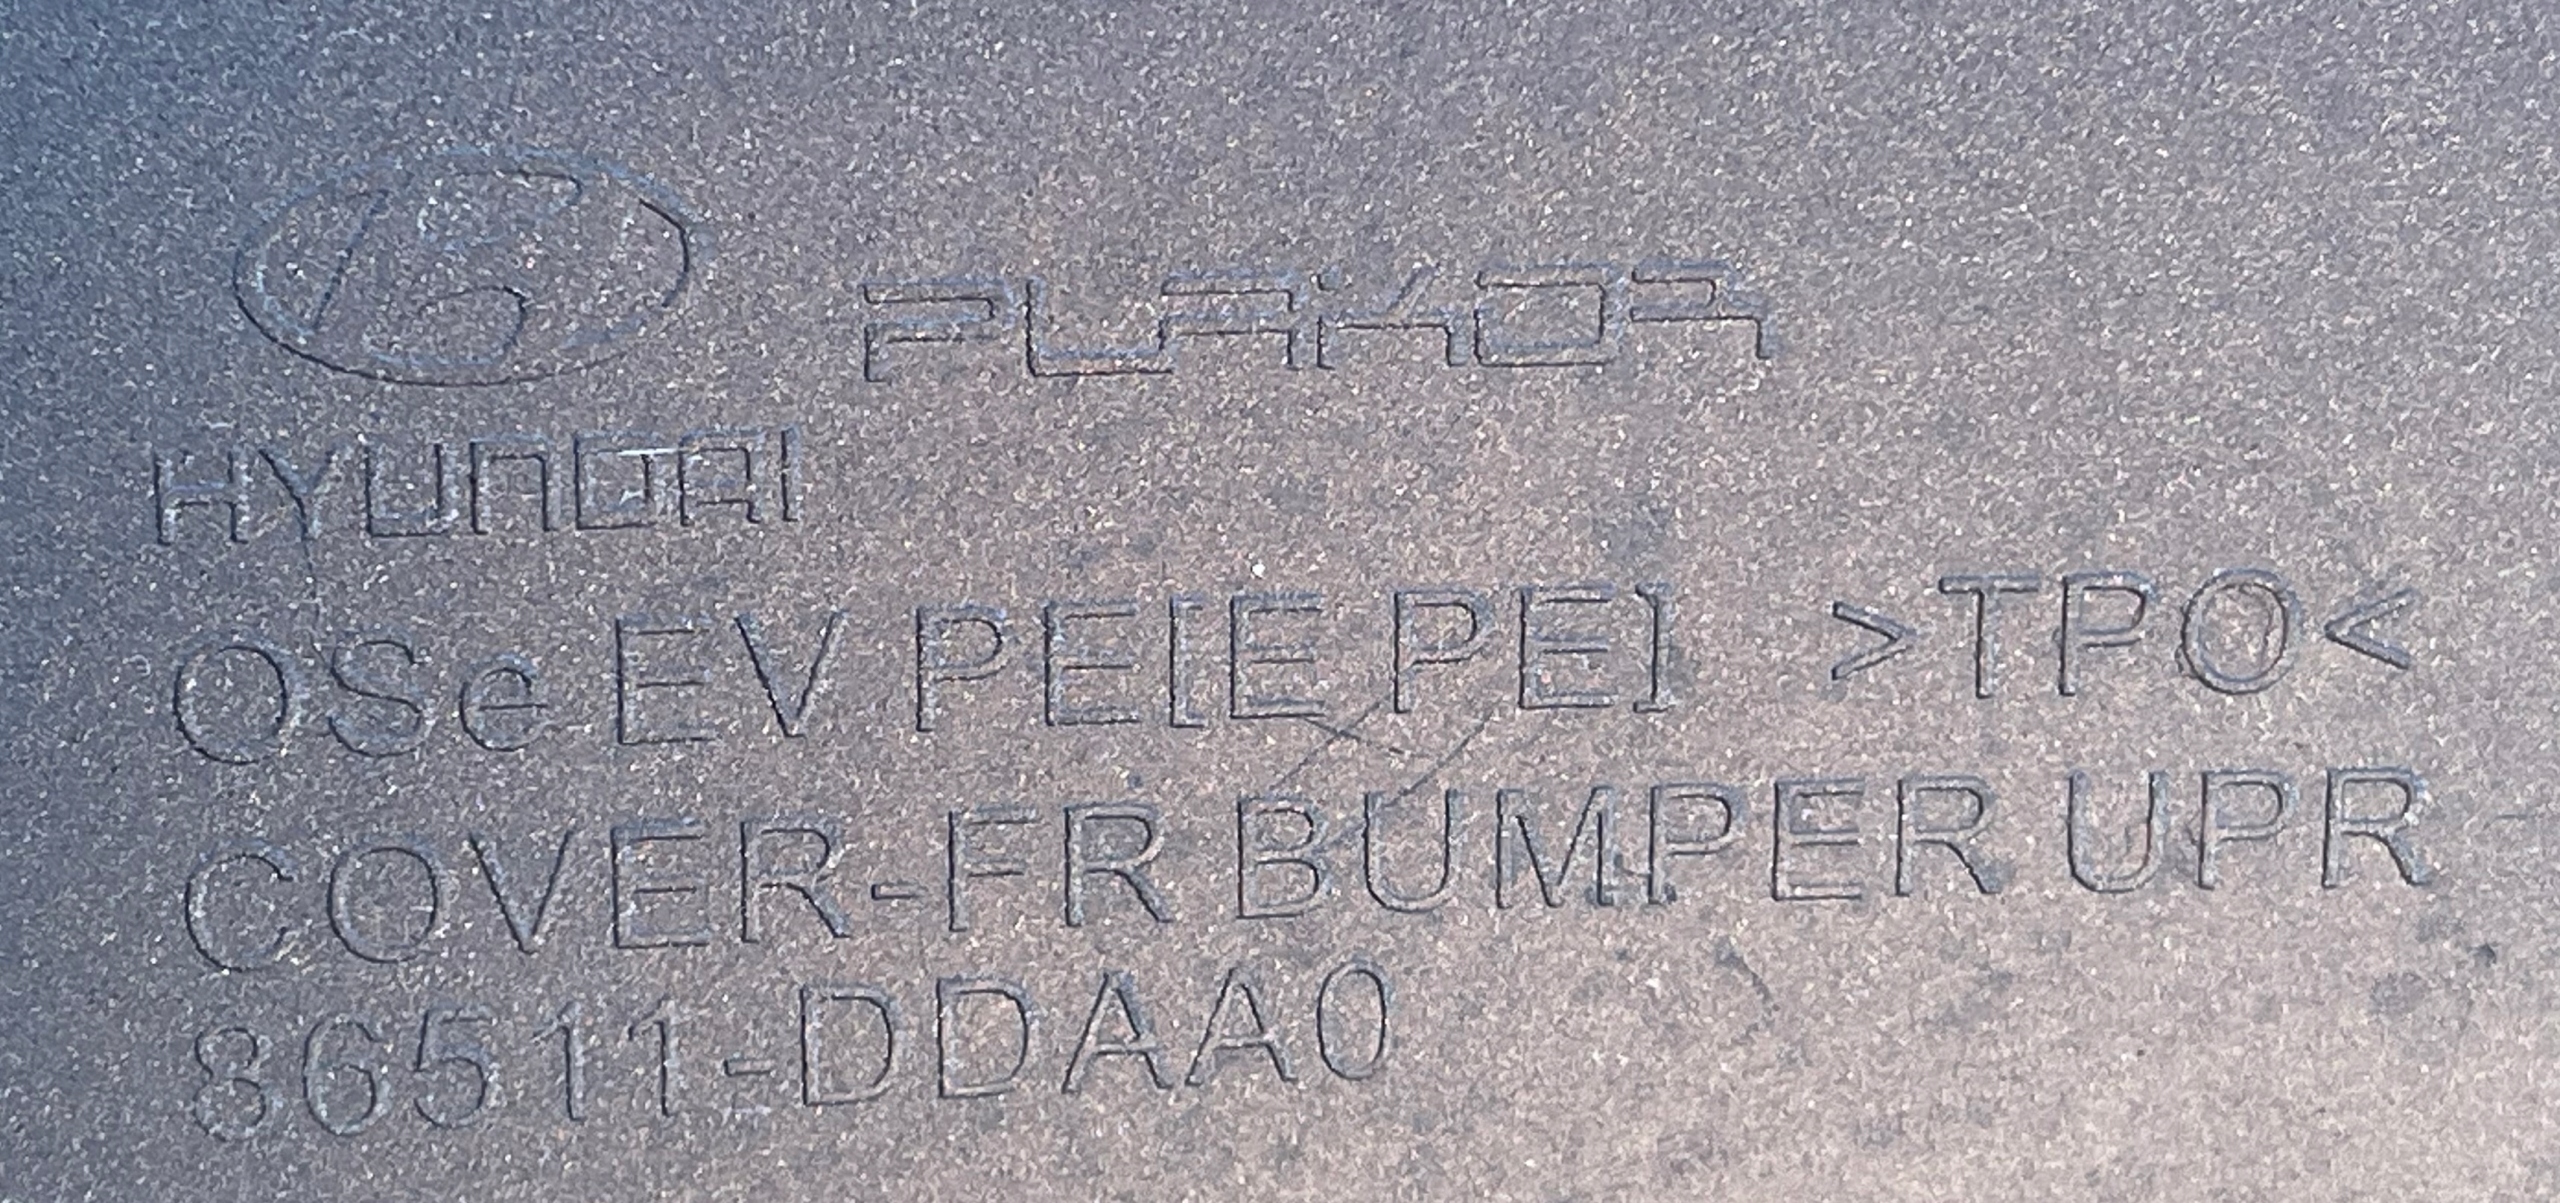 PLAKOR
HYUNDAI
OSe EV PE[E PE] >TPO<
COVER-FR BUMPER UPR
86511-DDAA0